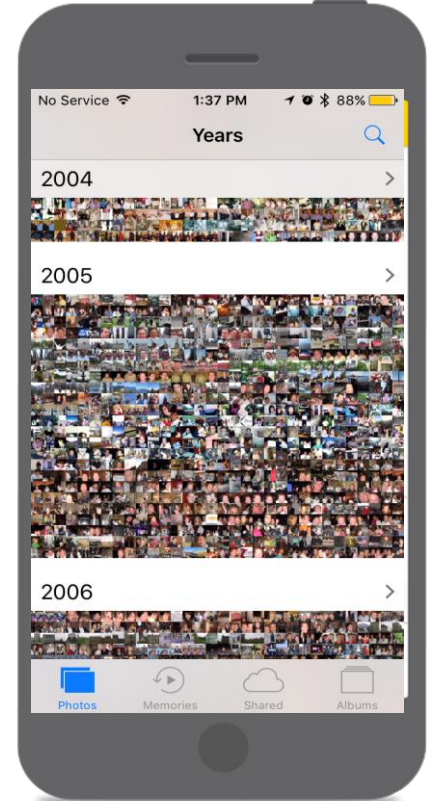 No Service 1:37 PM 88%
Years
2004
2005
2006
Photos Memories Shared Albums